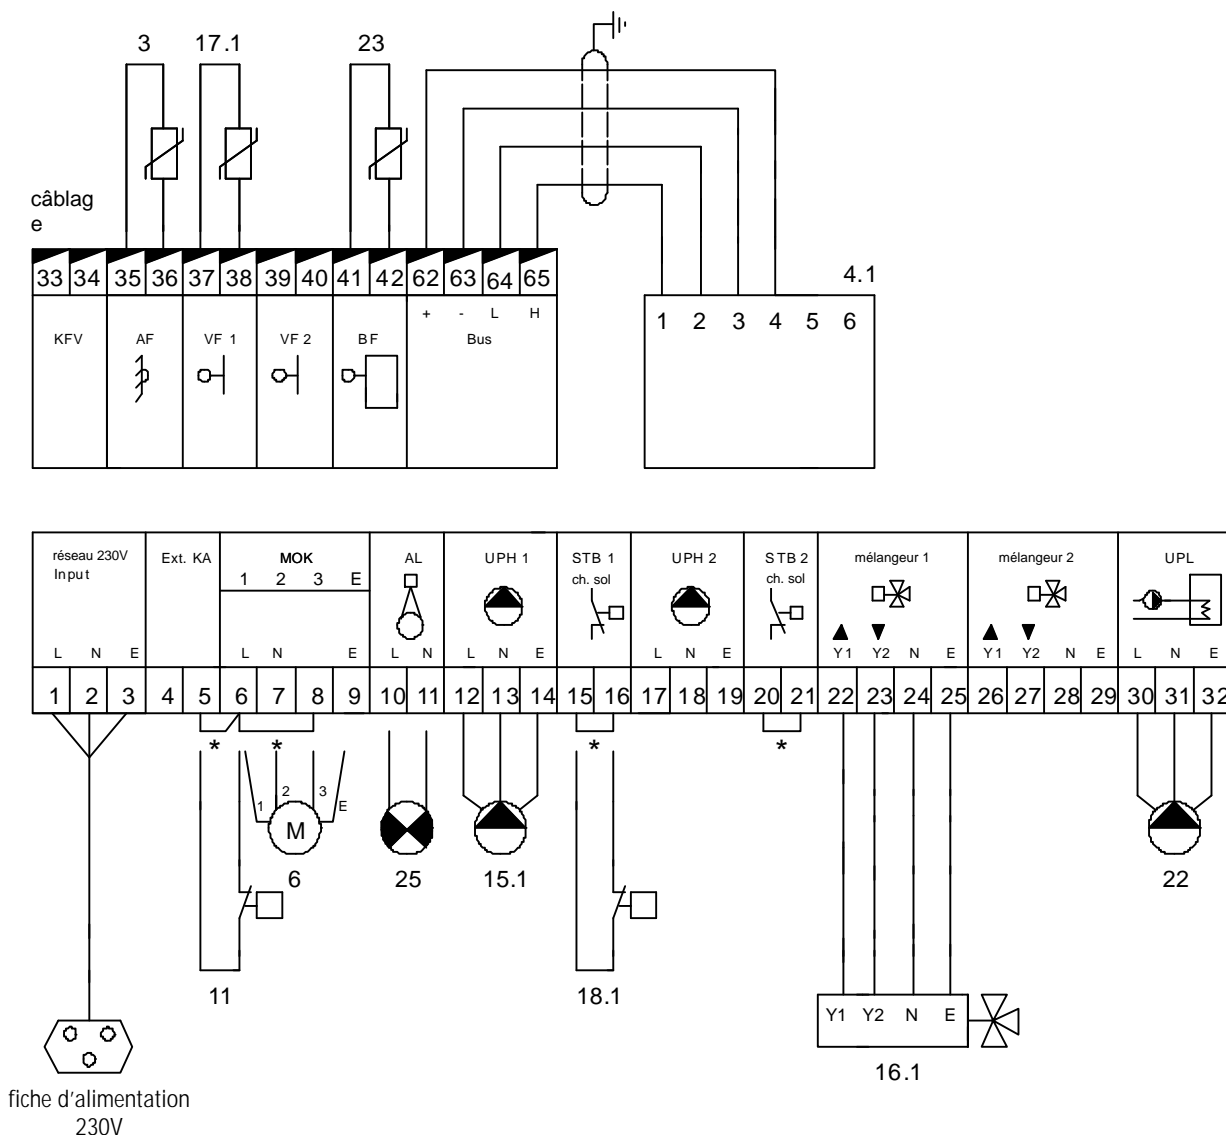 3 17.1 23
câblag
e
33 34 35 36 37 38 39 40 41 42 62 63 64 65
4.1
+ - L H
KFV AF VF 1 VF 2 BF Bus
1 2 3 4 5 6
réseau 230V Ext. KA MOK AL UPH 1 STB 1 UPH 2 STB 2 mélangeur 1 mélangeur 2 UPL
Input 1 2 3 E ch. sol ch. sol
L N E L N E L N L N E L N E Y1 Y2 N E Y1 Y2 N E L N E
1 2 3 4 5 6 7 8 9 10 11 12 13 14 15 16 17 18 19 20 21 22 23 24 25 26 27 28 29 30 31 32
* * * *
1 2 3 E
M
6 25 15.1 22
11 18.1
Y1 Y2 N E
16.1
fiche d'alimentation
230V